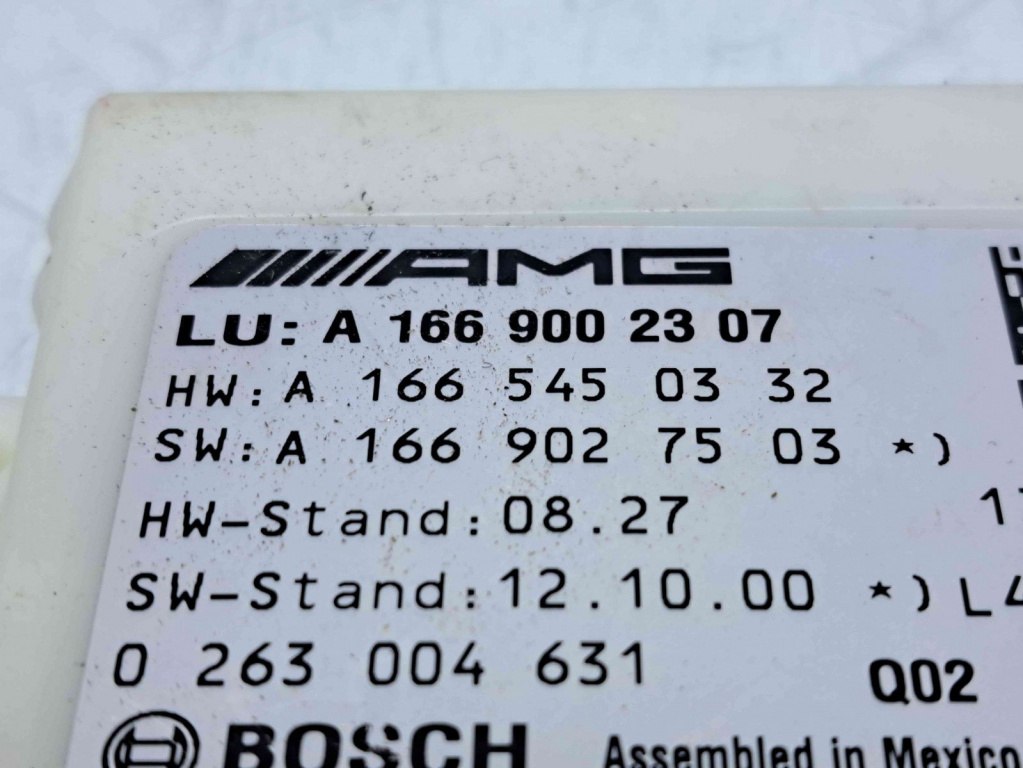 AMG
LU: A 166 900 23 07
HW: A 166 545 03 32
SW: A 166 902 75 03 *)
HW-Stand: 08.27
SW-Stand: 12.10.00 *)
0 263 004 631 Q02
BOSCH Assembled in Mexico